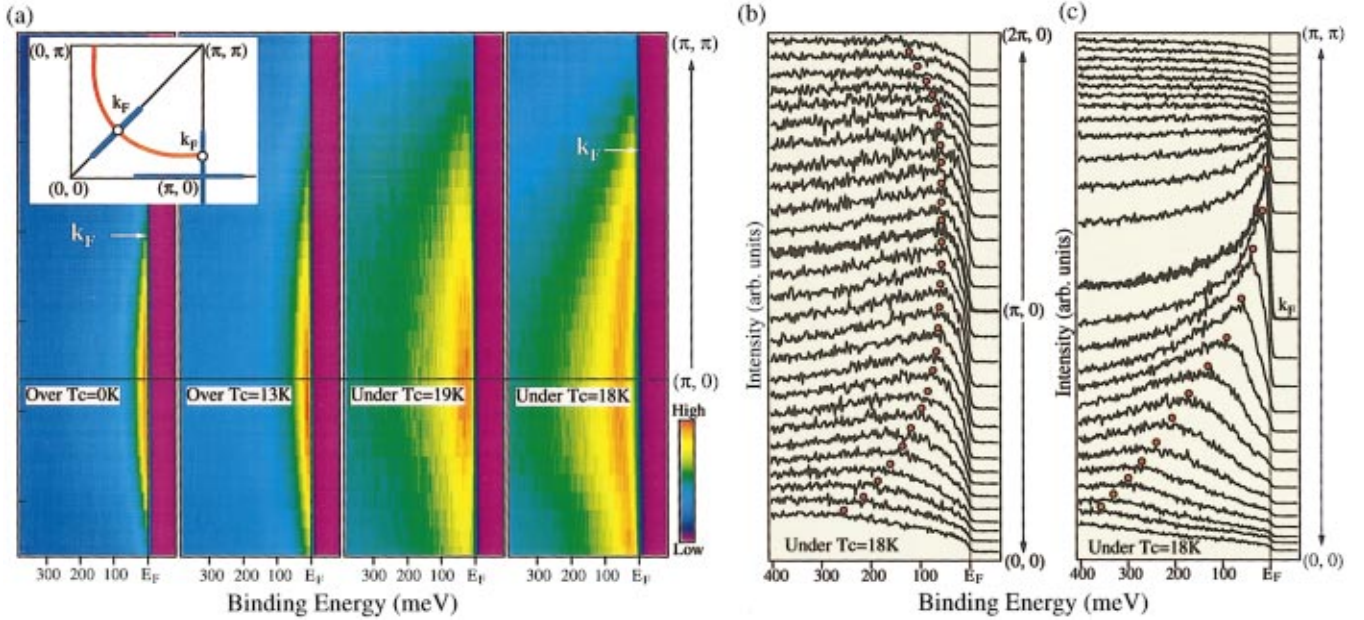 (a)
(0, π)
(π, π)
k_F
k_F
(0, 0)
(π, 0)
k_F
k_F
Over Tc=0K
Over Tc=13K
Under Tc=19K
Under Tc=18K
(π, π)
(π, 0)
High
Low
300 200 100 E_F
300 200 100 E_F
300 200 100 E_F
300 200 100 E_F
Binding Energy (meV)
(b)
Intensity (arb. units)
(2π, 0)
(π, 0)
(0, 0)
Under Tc=18K
400 300 200 100 E_F
Binding Energy (meV)
(c)
Intensity (arb. units)
(π, π)
k_F
(0, 0)
Under Tc=18K
400 300 200 100 E_F
Binding Energy (meV)